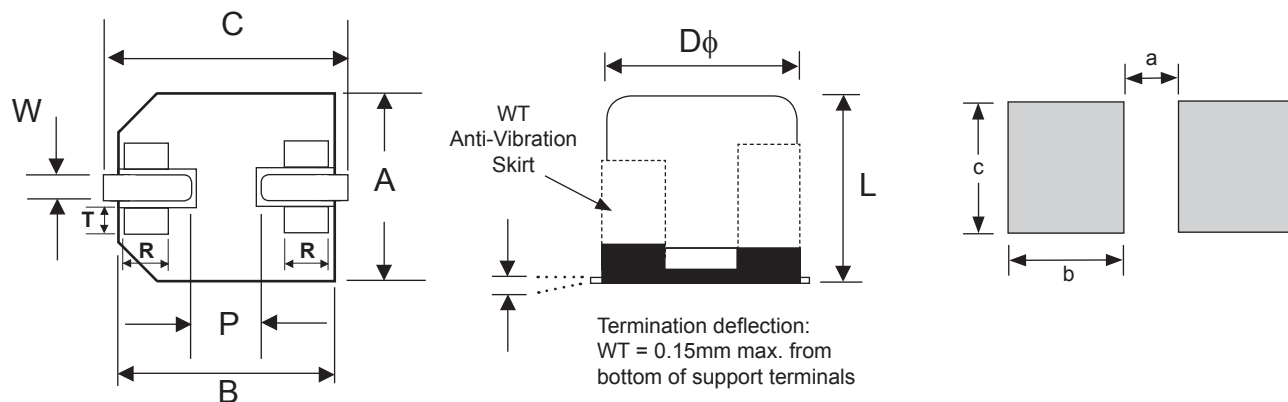 C
W
A
T
R
R
P
B
Dϕ
WT
Anti-Vibration
Skirt
L
Termination deflection:
WT = 0.15mm max. from
bottom of support terminals
a
c
b